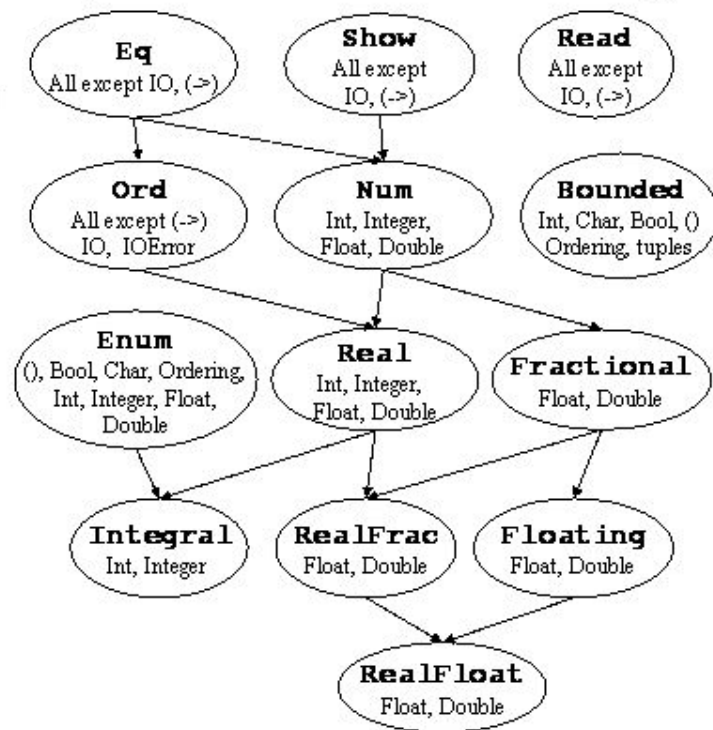 Eq
All except IO, (->)
Show
All except
IO, (->)
Read
All except
IO, (->)
Ord
All except (->)
IO, IOError
Num
Int, Integer,
Float, Double
Bounded
Int, Char, Bool, ()
Ordering, tuples
Enum
(), Bool, Char, Ordering,
Int, Integer, Float,
Double
Real
Int, Integer,
Float, Double
Fractional
Float, Double
Integral
Int, Integer
RealFrac
Float, Double
Floating
Float, Double
RealFloat
Float, Double